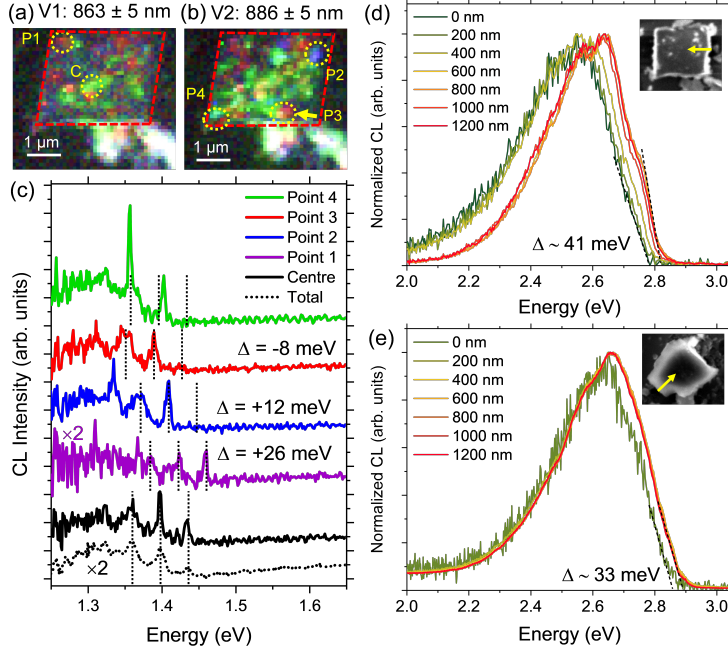 (a) V1: 863 ± 5 nm
P1
C
1 µm
(b) V2: 886 ± 5 nm
P2
P4
P3
1 µm
(c)
Point 4
Point 3
Point 2
Point 1
Centre
Total
Δ = -8 meV
Δ = +12 meV
×2
Δ = +26 meV
×2
CL Intensity (arb. units)
1.3 1.4 1.5 1.6
Energy (eV)
(d)
0 nm
200 nm
400 nm
600 nm
800 nm
1000 nm
1200 nm
(a)
Δ ~ 41 meV
Normalized CL (arb. units)
2.0 2.2 2.4 2.6 2.8 3.0
Energy (eV)
(e)
0 nm
200 nm
400 nm
600 nm
800 nm
1000 nm
1200 nm
Δ ~ 33 meV
Normalized CL (arb. units)
2.0 2.2 2.4 2.6 2.8 3.0
Energy (eV)